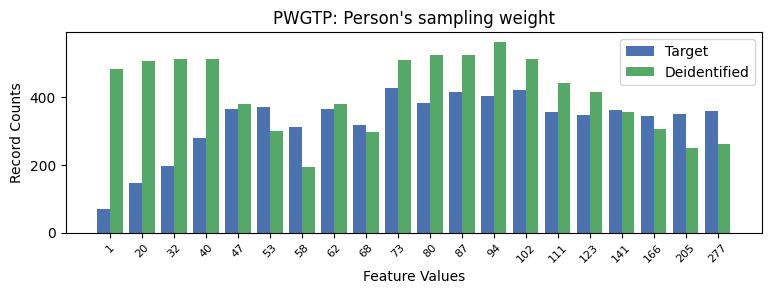 PWGTP: Person's sampling weight
Target
Deidentified
Record Counts
400
200
0
1 20 32 40 47 53 58 62 68 73 80 87 94 102 111 123 141 166 205 277
Feature Values